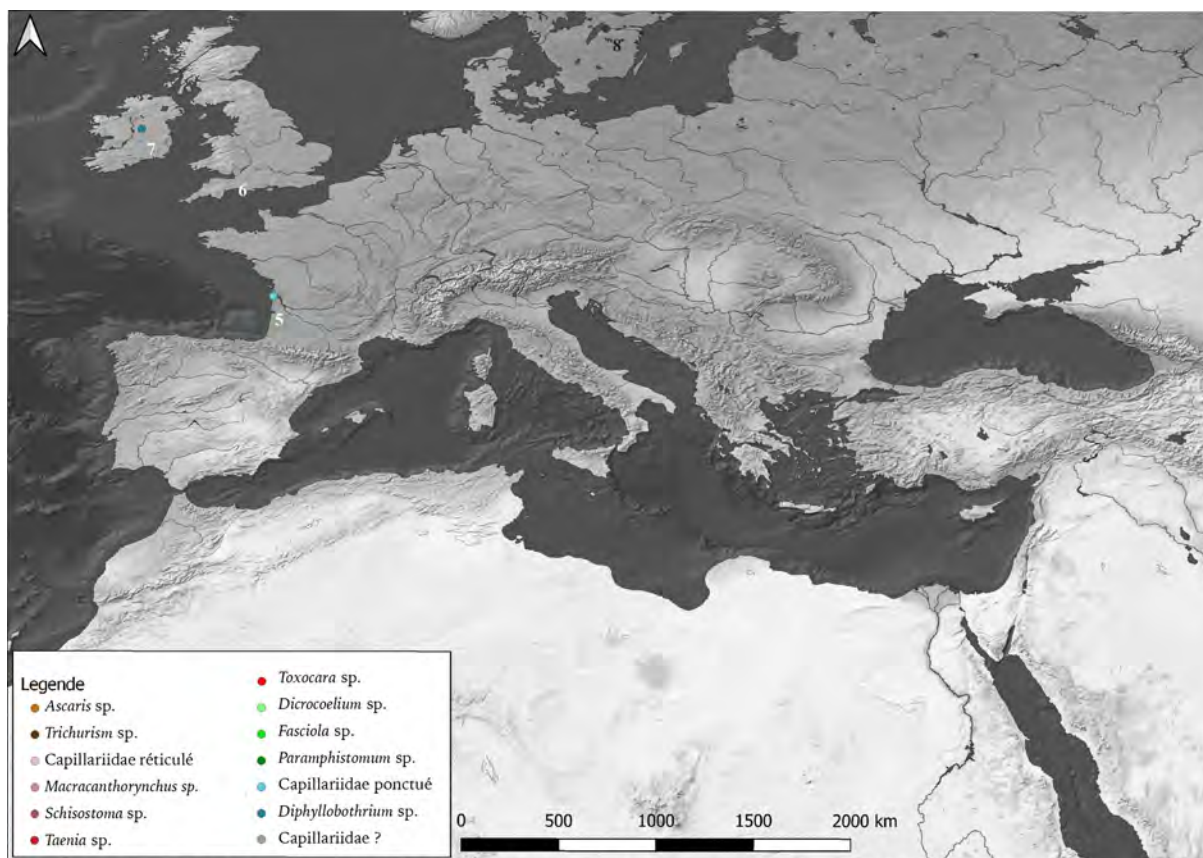 8
7
6
5
Legende
Ascaris sp.
Trichurism sp.
Capillariidae réticulé
Macracanthorynchus sp.
Schisostoma sp.
Taenia sp.
Toxocara sp.
Dicrocoelium sp.
Fasciola sp.
Paramphistomum sp.
Capillariidae ponctué
Diphyllobothrium sp.
Capillariidae ?
0 500 1000 1500 2000 km